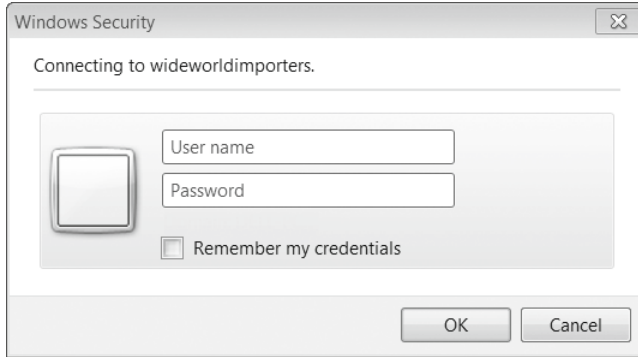 Windows Security
Connecting to wideworldimporters.
User name
Password
Remember my credentials
OK
Cancel